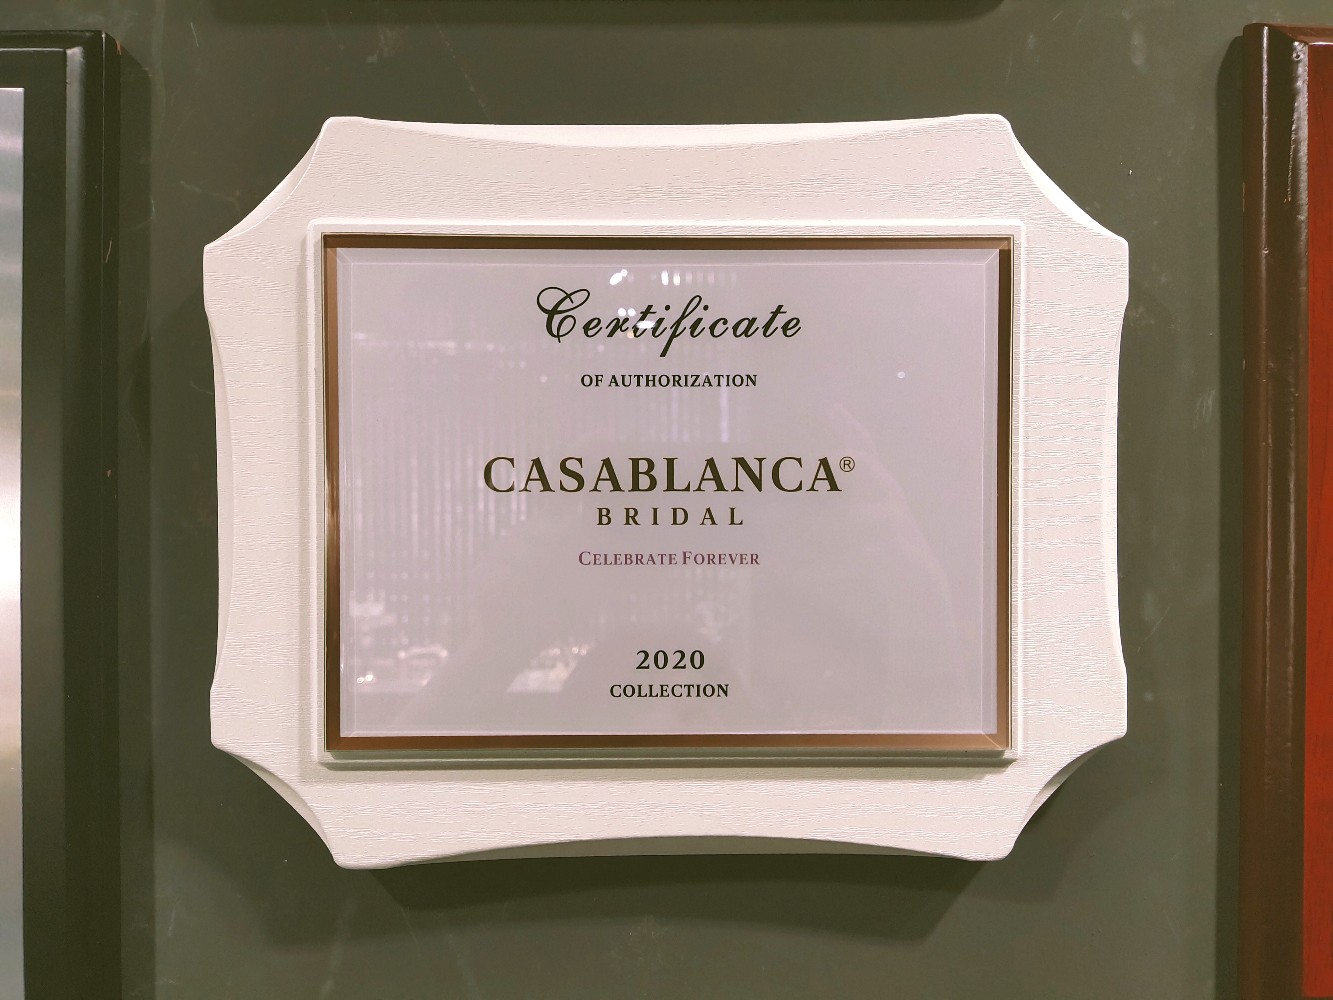 Certificate
OF AUTHORIZATION
CASABLANCA®
BRIDAL
CELEBRATE FOREVER
2020
COLLECTION